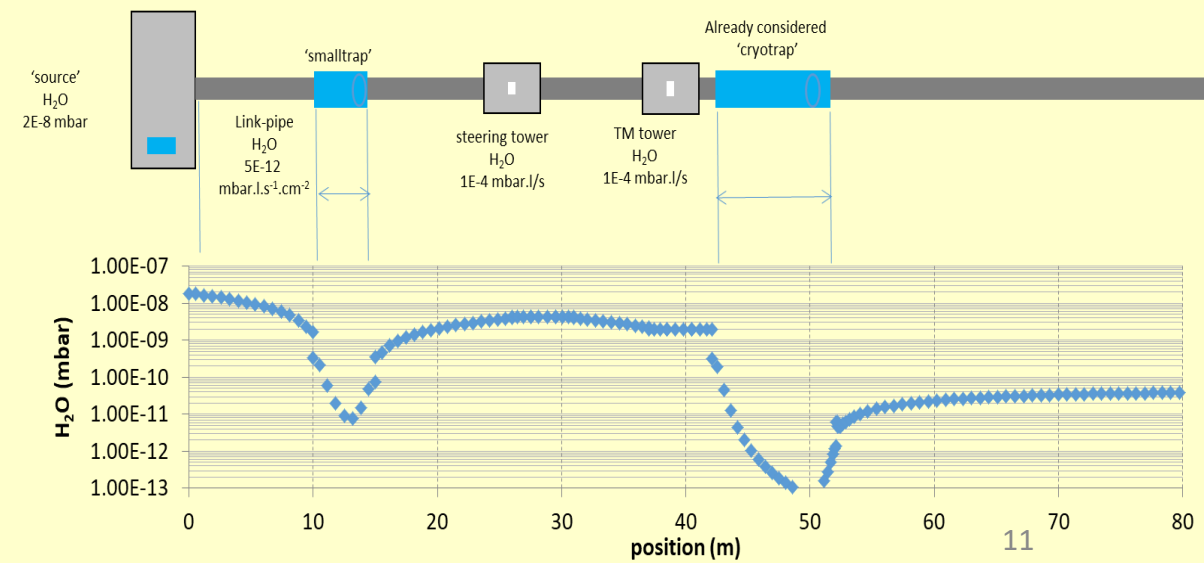 'source'
H₂O
2E-8 mbar
'smalltrap'
Link-pipe
H₂O
5E-12
mbar.l.s⁻¹.cm⁻²
steering tower
H₂O
1E-4 mbar.l/s
TM tower
H₂O
1E-4 mbar.l/s
Already considered
'cryotrap'
H₂O (mbar)
1.00E-07
1.00E-08
1.00E-09
1.00E-10
1.00E-11
1.00E-12
1.00E-13
0 10 20 30 40 50 60 70 80
position (m)
11